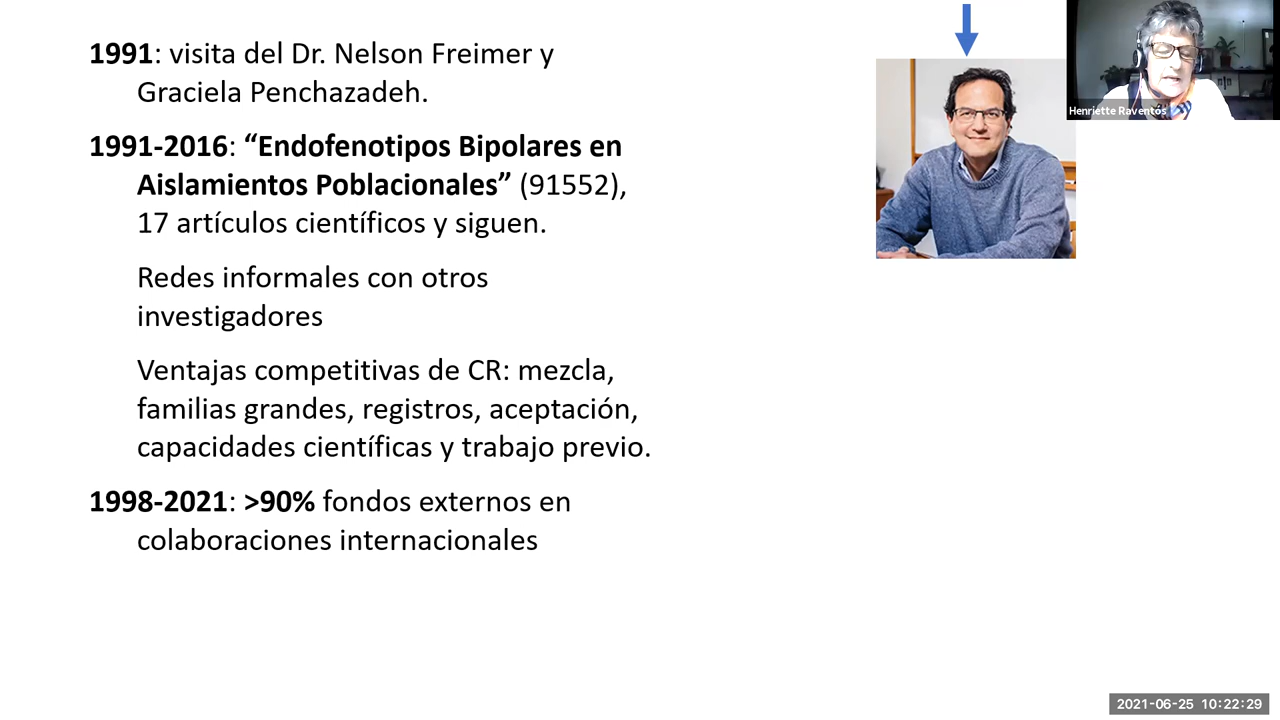 1991: visita del Dr. Nelson Freimer y
Graciela Penchazadeh.
1991-2016: “Endofenotipos Bipolares en
Aislamientos Poblacionales” (91552),
17 artículos científicos y siguen.
Redes informales con otros
investigadores
Ventajas competitivas de CR: mezcla,
familias grandes, registros, aceptación,
capacidades científicas y trabajo previo.
1998-2021: >90% fondos externos en
colaboraciones internacionales
Henriette Raventós
2021-06-25 10:22:29